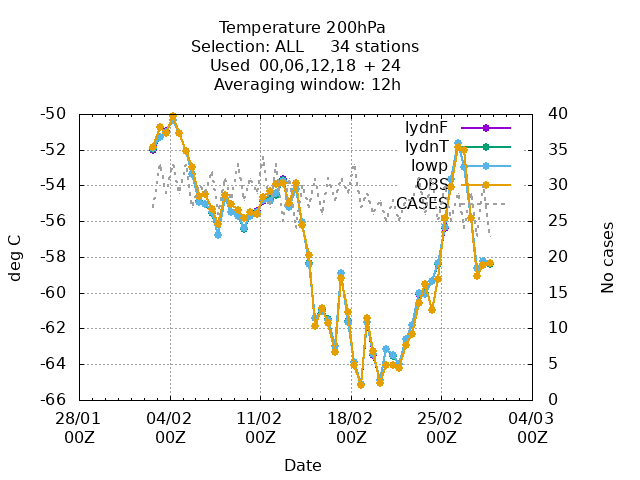 Temperature 200hPa
Selection: ALL 34 stations
Used 00,06,12,18 + 24
Averaging window: 12h
-50
-52
-54
-56
-58
-60
-62
-64
-66
deg C
40
35
30
25
20
15
10
5
0
No cases
lydnF
lydnT
lowp
OBS
CASES
28/01 04/02 11/02 18/02 25/02 04/03
00Z 00Z 00Z 00Z 00Z 00Z
Date